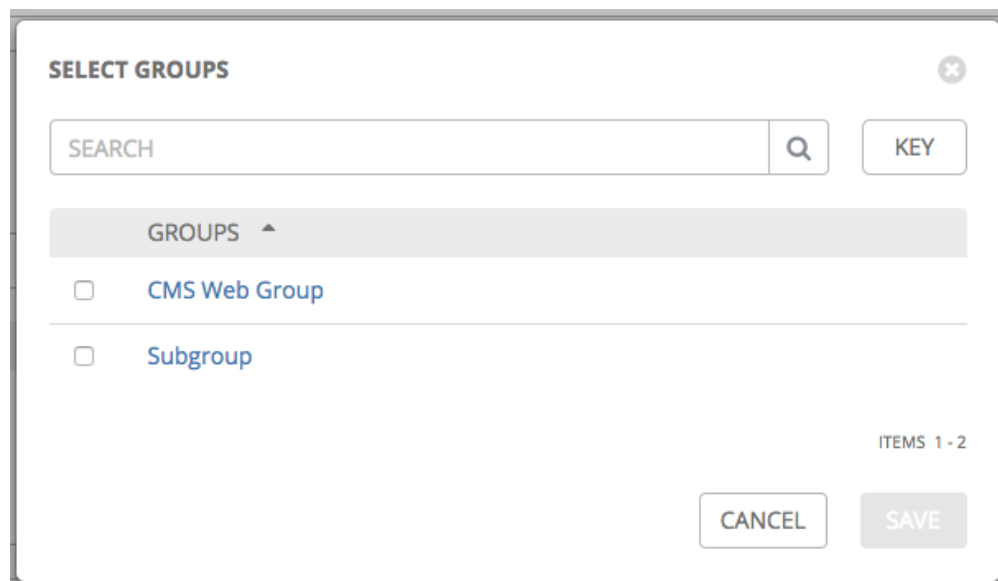 SELECT GROUPS
SEARCH
KEY
GROUPS
CMS Web Group
Subgroup
ITEMS 1 - 2
CANCEL
SAVE